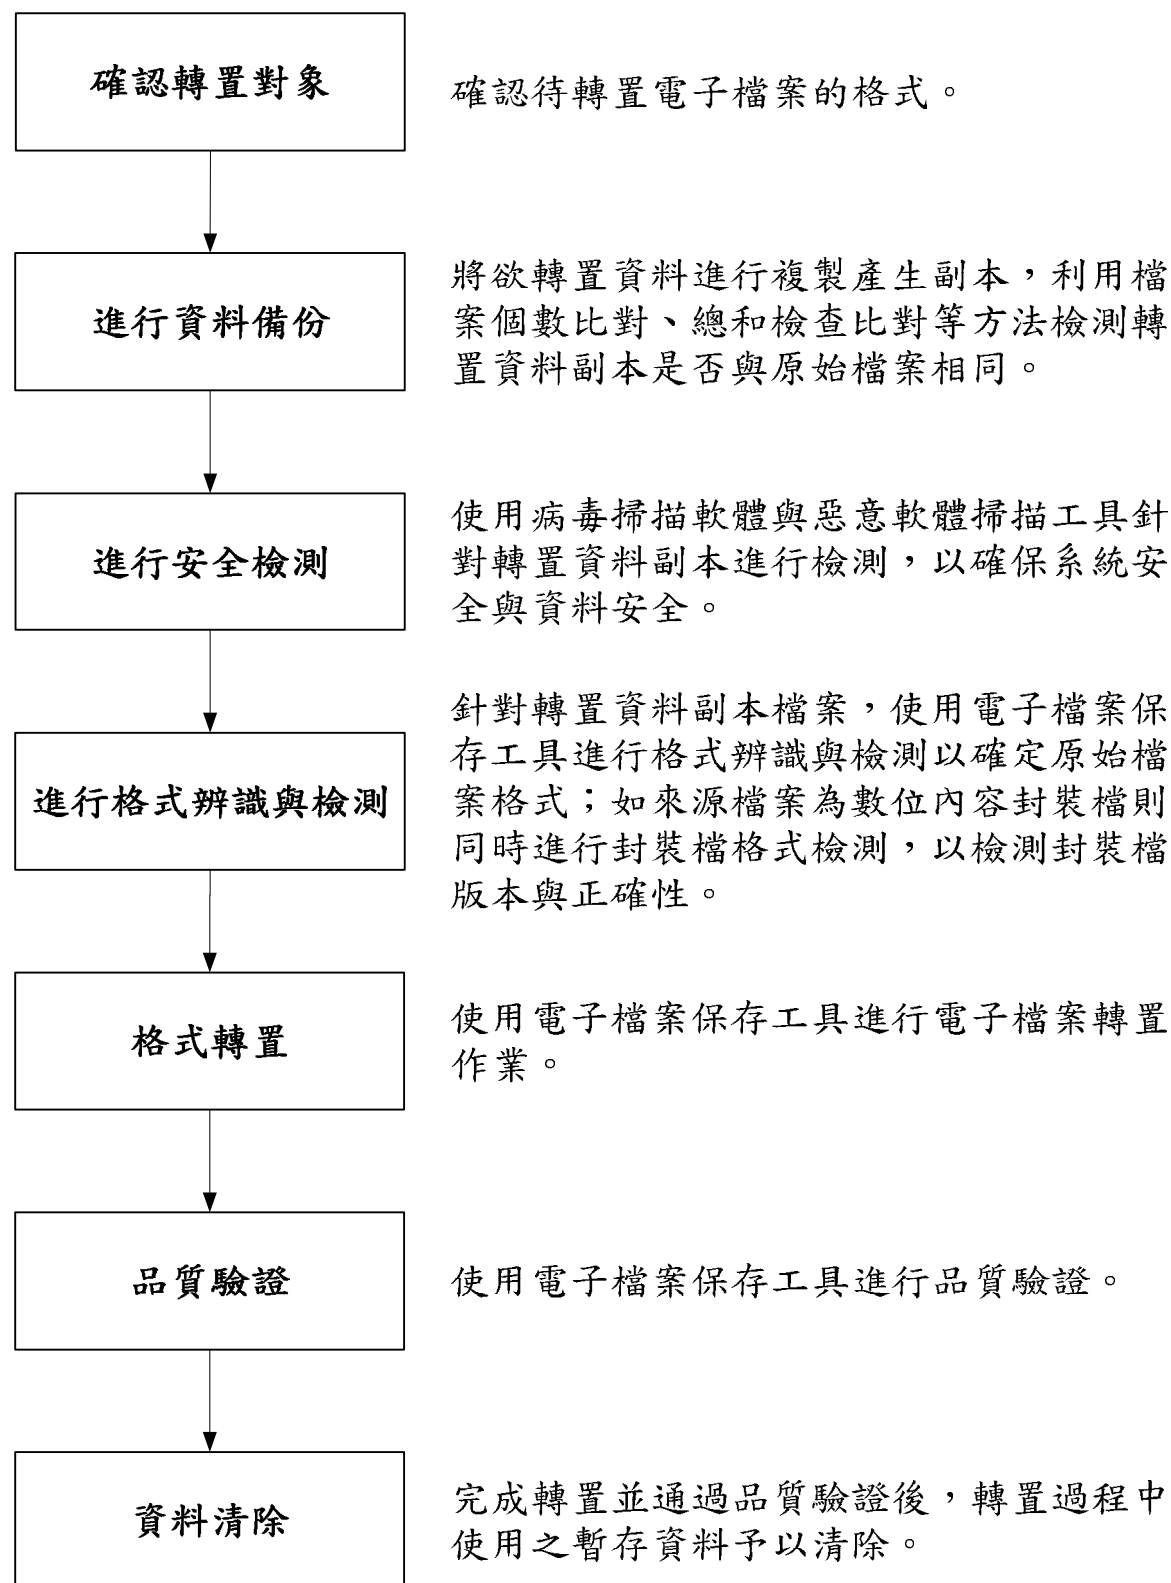 確認轉置對象
確認待轉置電子檔案的格式。
進行資料備份
將欲轉置資料進行複製產生副本，利用檔
案個數比對、總和檢查比對等方法檢測轉
置資料副本是否與原始檔案相同。
進行安全檢測
使用病毒掃描軟體與惡意軟體掃描工具針
對轉置資料副本進行檢測，以確保系統安
全與資料安全。
進行格式辨識與檢測
針對轉置資料副本檔案，使用電子檔案保
存工具進行格式辨識與檢測以確定原始檔
案格式；如來源檔案為數位內容封裝檔則
同時進行封裝檔格式檢測，以檢測封裝檔
版本與正確性。
格式轉置
使用電子檔案保存工具進行電子檔案轉置
作業。
品質驗證
使用電子檔案保存工具進行品質驗證。
資料清除
完成轉置並通過品質驗證後，轉置過程中
使用之暫存資料予以清除。